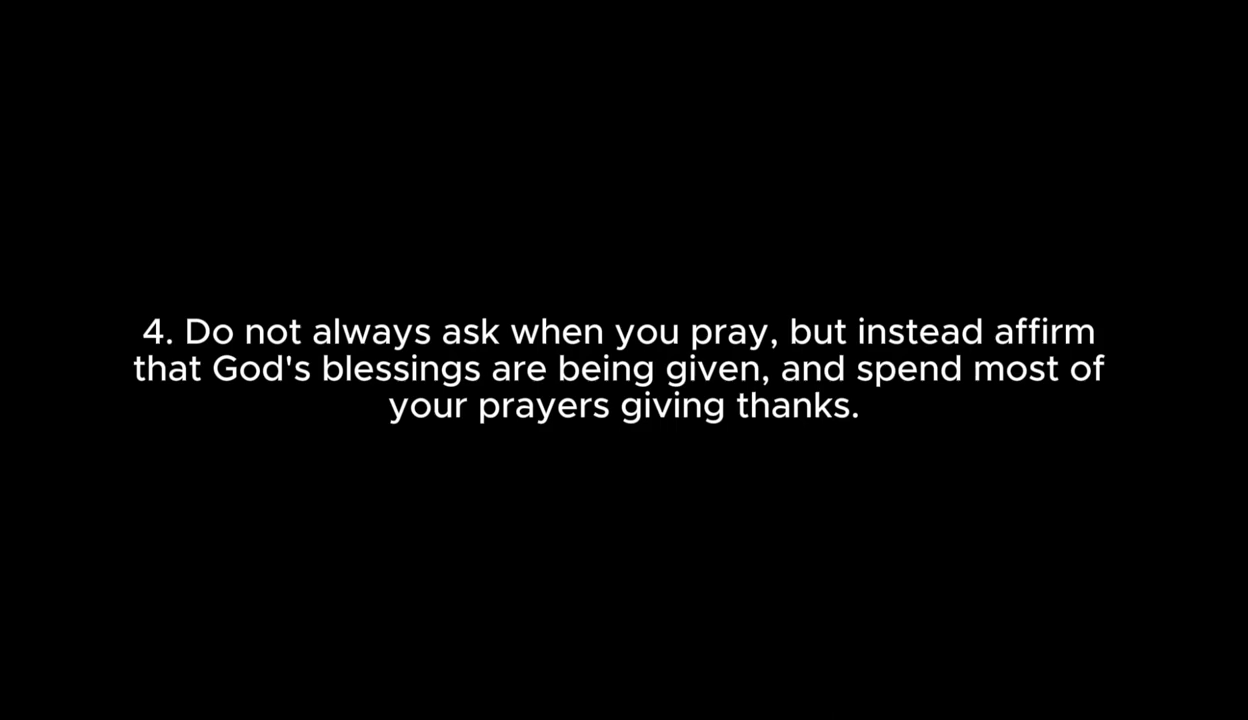 4. Do not always ask when you pray, but instead affirm
that God's blessings are being given, and spend most of
your prayers giving thanks.